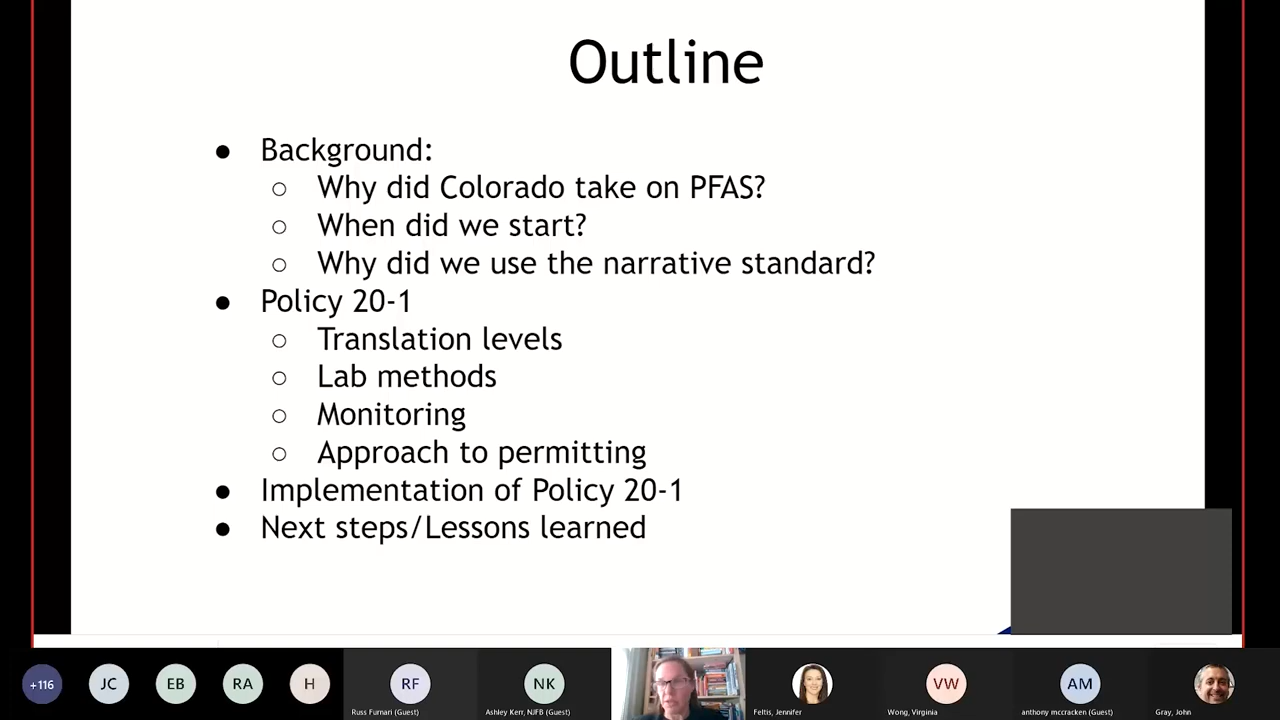 Outline
● Background:
○ Why did Colorado take on PFAS?
○ When did we start?
○ Why did we use the narrative standard?
● Policy 20-1
○ Translation levels
○ Lab methods
○ Monitoring
○ Approach to permitting
● Implementation of Policy 20-1
● Next steps/Lessons learned
+116
JC
EB
RA
H
RF
Russ Furnari (Guest)
NK
Ashley Kerr, NJFB (Guest)
Feltis, Jennifer
VW
Wong, Virginia
AM
anthony mccracken (Guest)
Gray, John